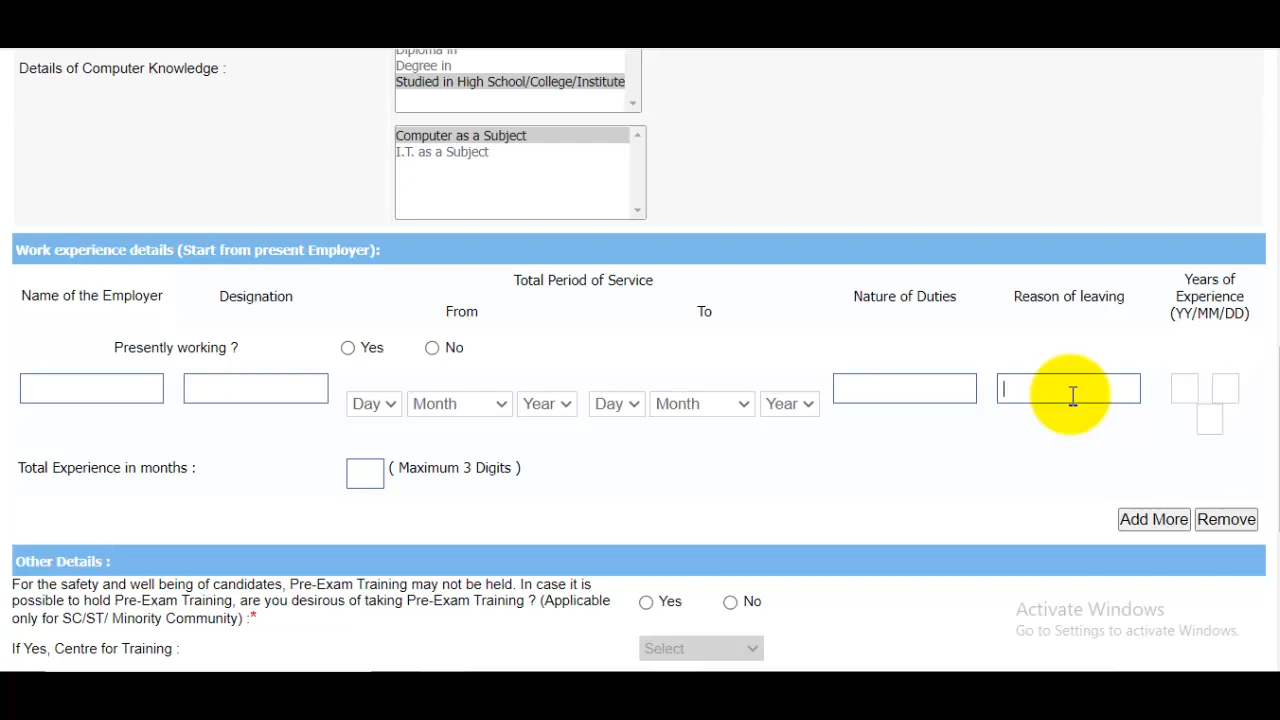 Diploma in
Details of Computer Knowledge :
Degree in
Studied in High School/College/Institute
Computer as a Subject
I.T. as a Subject
Work experience details (Start from present Employer):
Name of the Employer
Designation
Total Period of Service
From
To
Nature of Duties
Reason of leaving
Years of
Experience
(YY/MM/DD)
Presently working ?
Yes
No
Day
Month
Year
Day
Month
Year
Total Experience in months :
( Maximum 3 Digits )
Add More
Remove
Other Details :
For the safety and well being of candidates, Pre-Exam Training may not be held. In case it is
possible to hold Pre-Exam Training, are you desirous of taking Pre-Exam Training ? (Applicable
only for SC/ST/ Minority Community) :*
Yes
No
If Yes, Centre for Training :
Select
Activate Windows
Go to Settings to activate Windows.